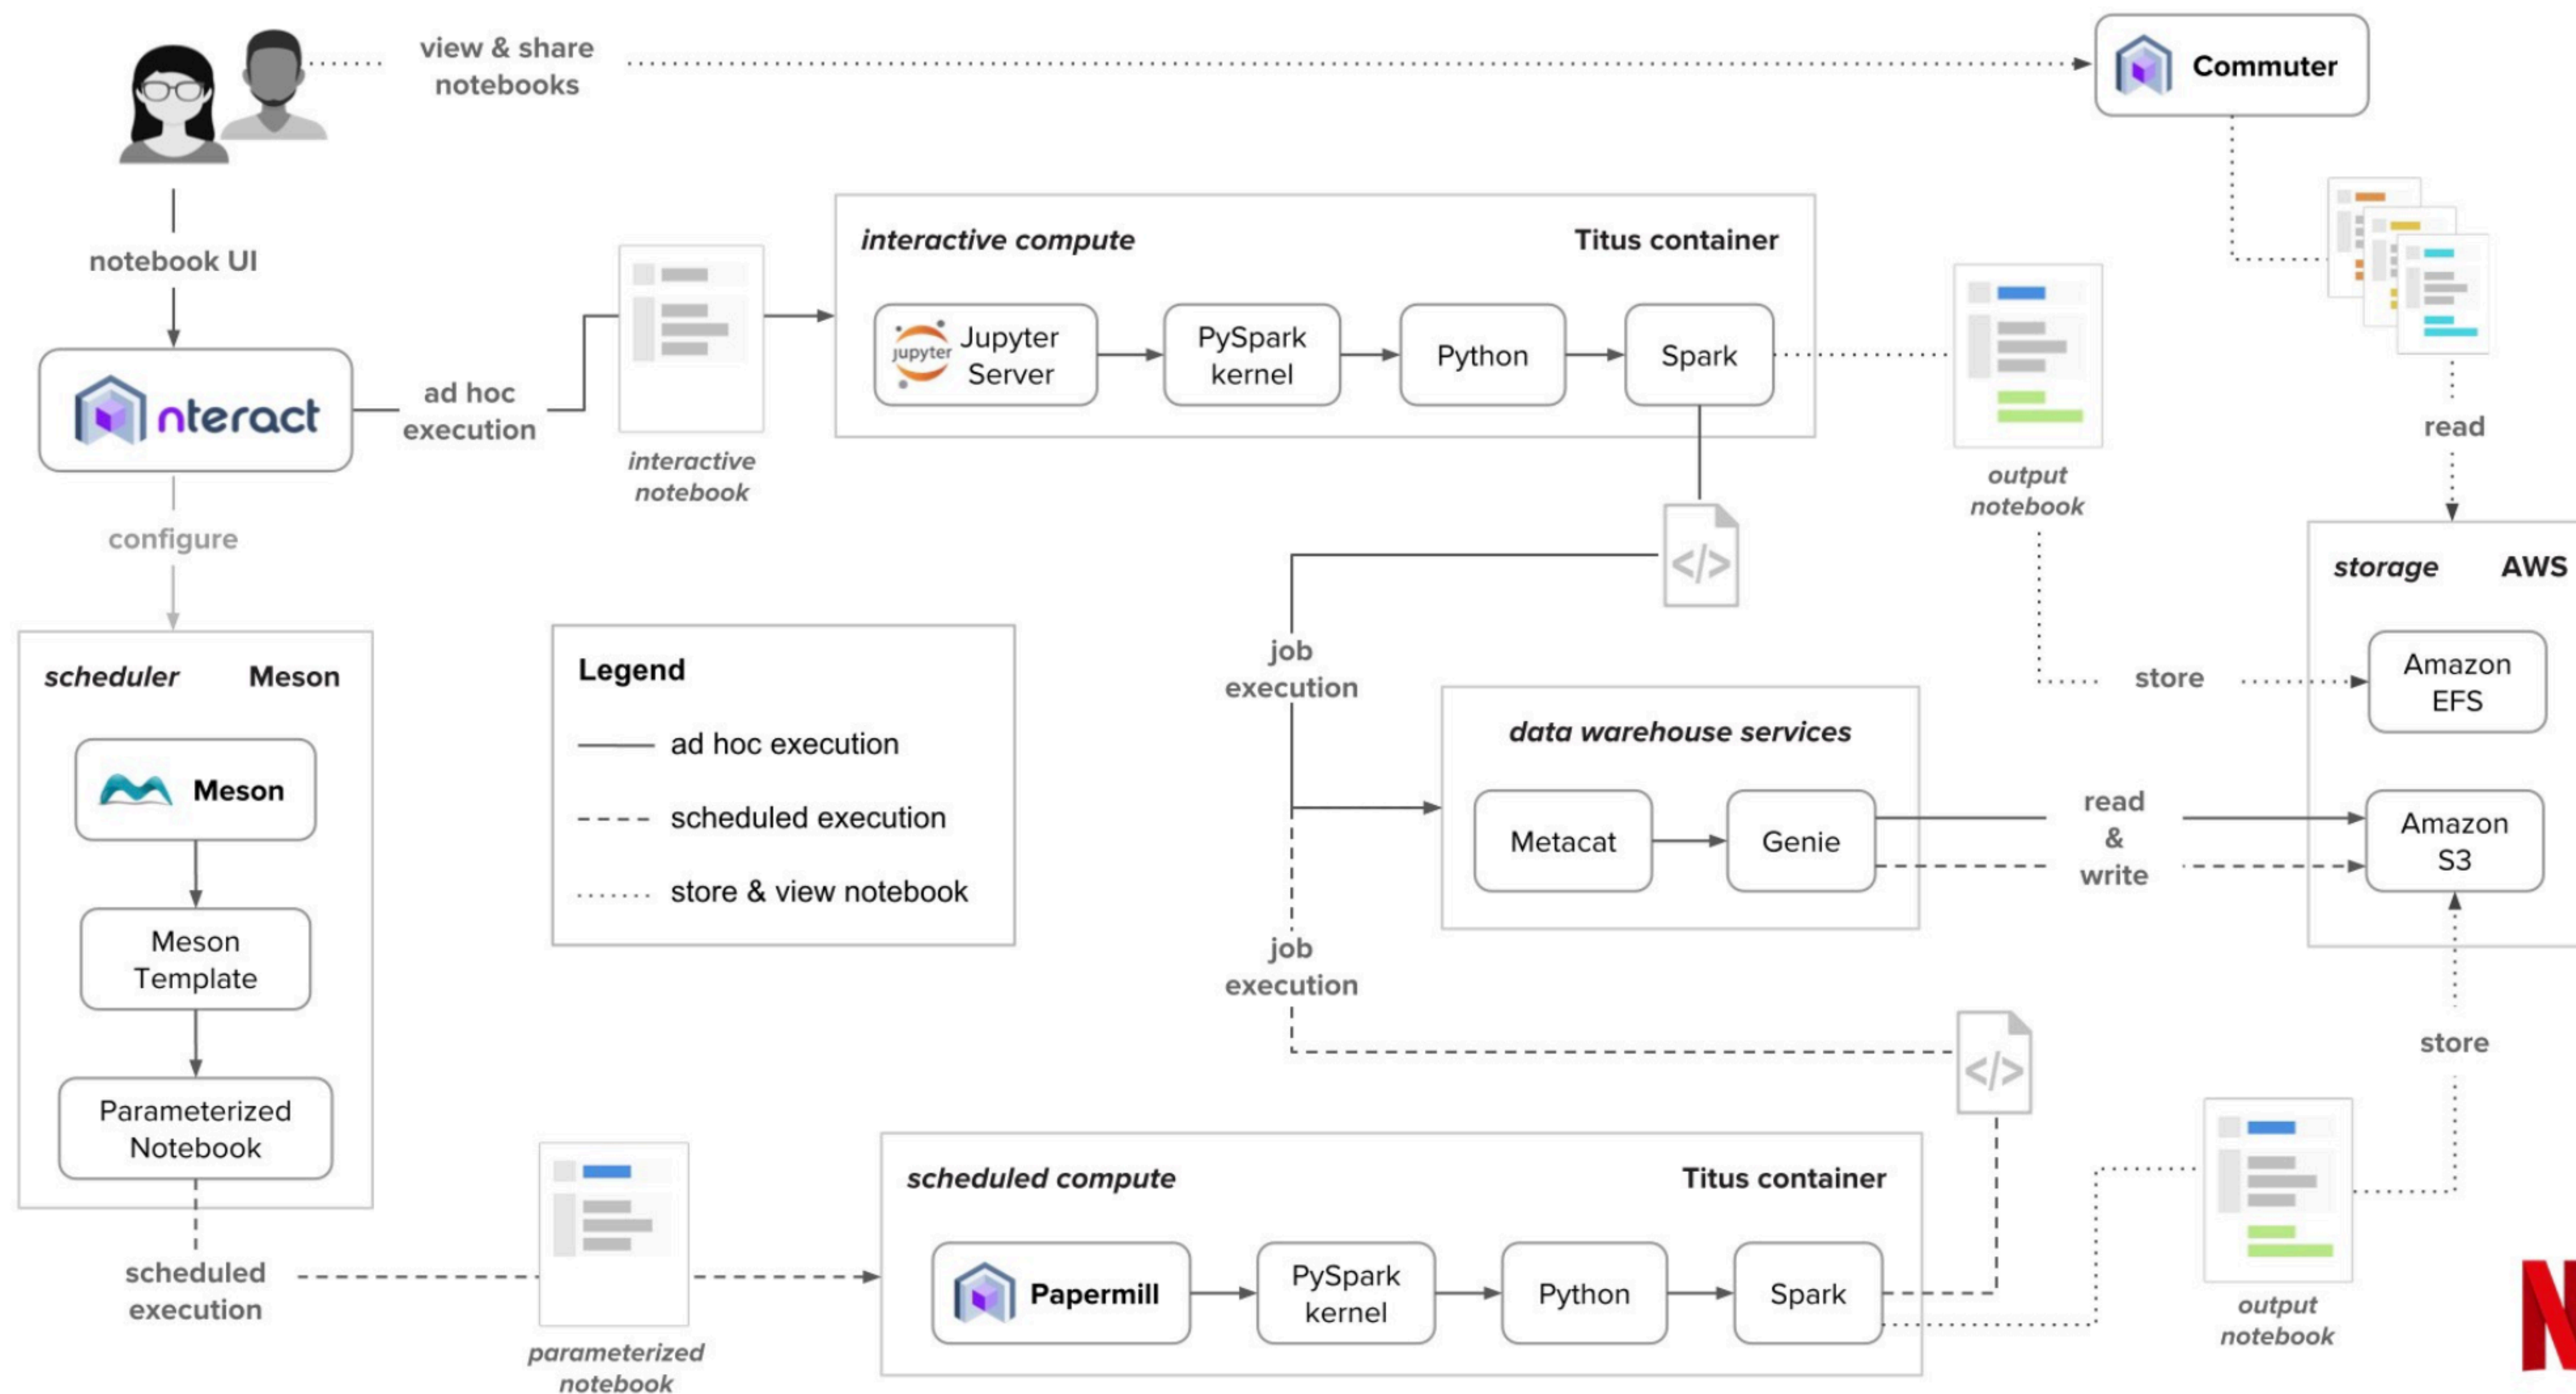 view & share
notebooks
Commuter
notebook UI
nteract
ad hoc
execution
interactive
notebook
interactive compute
Titus container
jupyter
Jupyter
Server
PySpark
kernel
Python
Spark
</>
output
notebook
read
configure
scheduler
Meson
Meson
Meson
Template
Parameterized
Notebook
scheduled
execution
Legend
ad hoc execution
scheduled execution
store & view notebook
job
execution
data warehouse services
Metacat
Genie
job
execution
store
read
&
write
storage
AWS
Amazon
EFS
Amazon
S3
store
</>
parameterized
notebook
scheduled compute
Titus container
Papermill
PySpark
kernel
Python
Spark
output
notebook
N